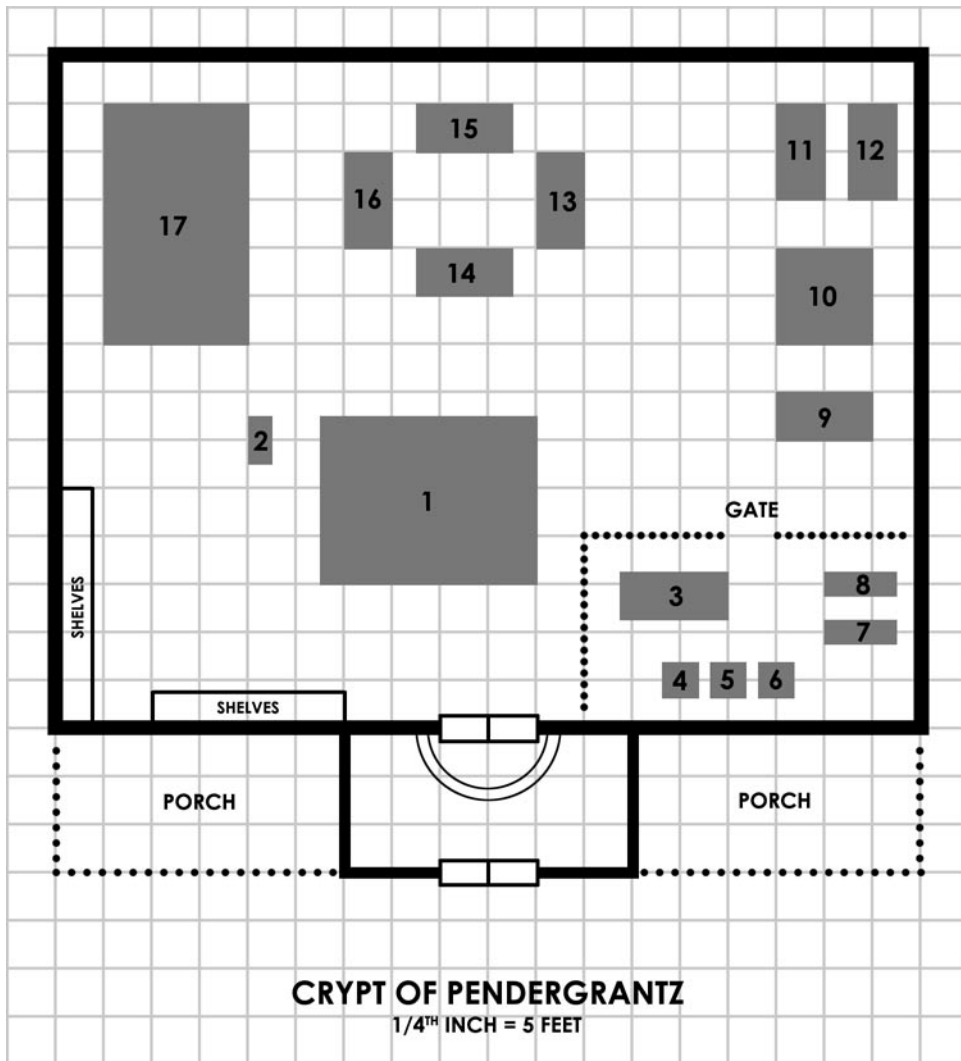 15
11
12
16
13
17
14
10
9
2
1
GATE
8
3
7
4
5
6
SHELVES
SHELVES
PORCH
PORCH
CRYPT OF PENDERGRANTZ
1/4TH INCH = 5 FEET